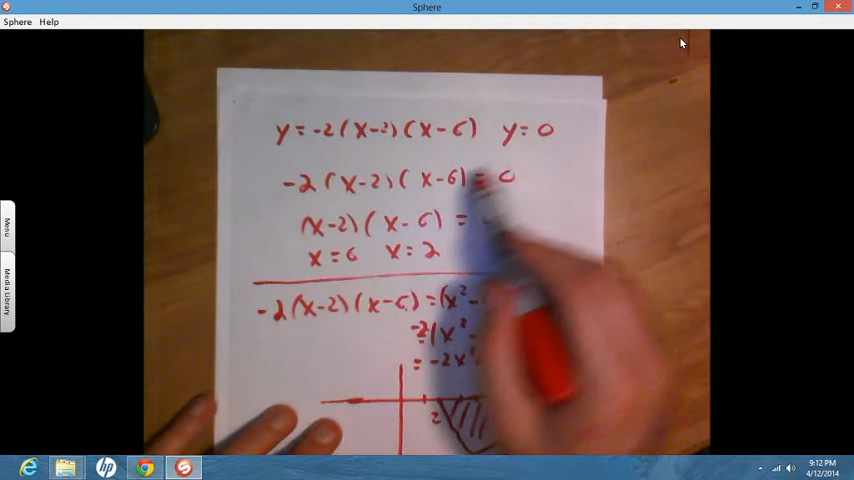 Sphere
Sphere Help
Menu
Media Library
y = -2(x-2)(x-6) y = 0
-2(x-2)(x-6) = 0
(x-2)(x-6) =
x = 6 x = 2
-2(x-2)(x-6) = (x²-
-2(x² -
= -2x²
2
9:12 PM
4/12/2014